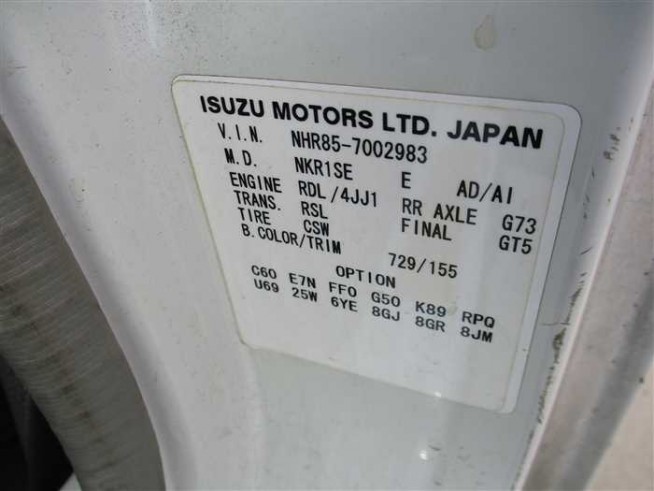 ISUZU MOTORS LTD. JAPAN
V.I.N. NHR85-7002983
M.D. NKR1SE E AD/AI
ENGINE RDL/4JJ1 RR AXLE G73
TRANS. RSL FINAL GT5
TIRE CSW
B.COLOR/TRIM 729/155
OPTION
C60 E7N FF0 G50 K89 RPQ
U69 25W 6YE 8GJ 8GR 8JM